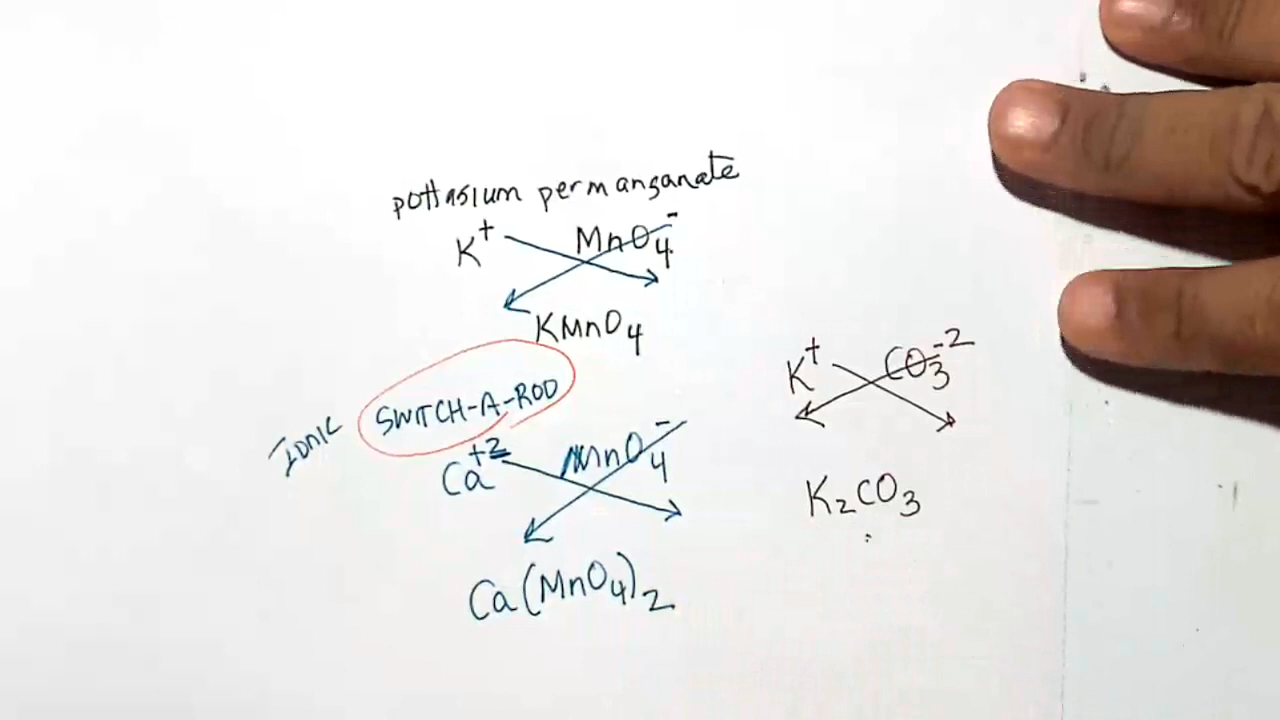 pottasium permanganate
K⁺ MnO₄⁻
KMnO₄
IONIC SWITCH-A-ROD
Ca⁺² MnO₄⁻
Ca(MnO₄)₂
K⁺ CO₃⁻²
K₂CO₃